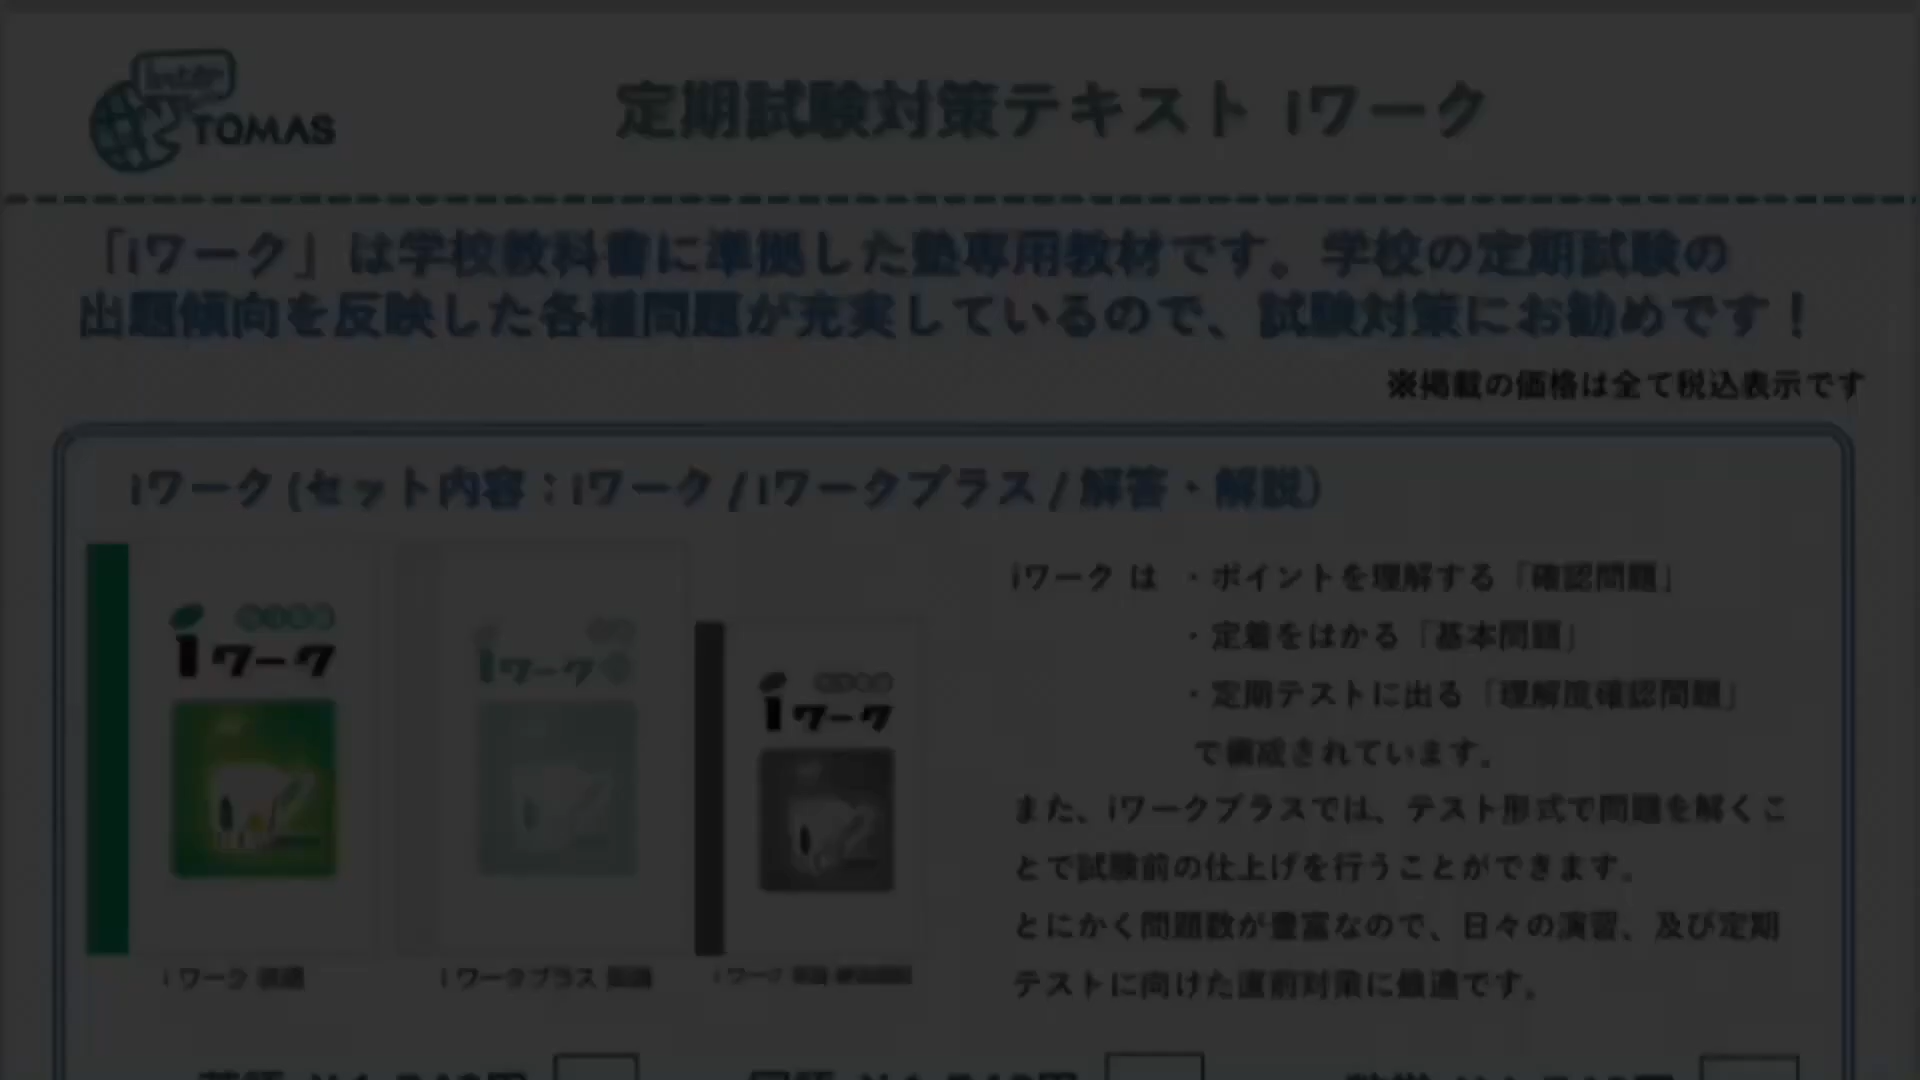 inter
TOMAS
定期試験対策テキスト iワーク
「iワーク」は学校教科書に準拠した塾専用教材です。学校の定期試験の
出題傾向を反映した各種問題が充実しているので、試験対策にお勧めです！
※掲載の価格は全て税込表示です
iワーク (セット内容：iワーク / iワークプラス / 解答・解説)
iワーク
iワーク
iワーク
iワーク は ・ポイントを理解する「確認問題」
・定着をはかる「基本問題」
・定期テストに出る「理解度確認問題」
で構成されています。
また、iワークプラスでは、テスト形式で問題を解くこ
とで試験前の仕上げを行うことができます。
とにかく問題数が豊富なので、日々の演習、及び定期
テストに向けた直前対策に最適です。
iワーク 英語
iワークプラス 英語
iワーク